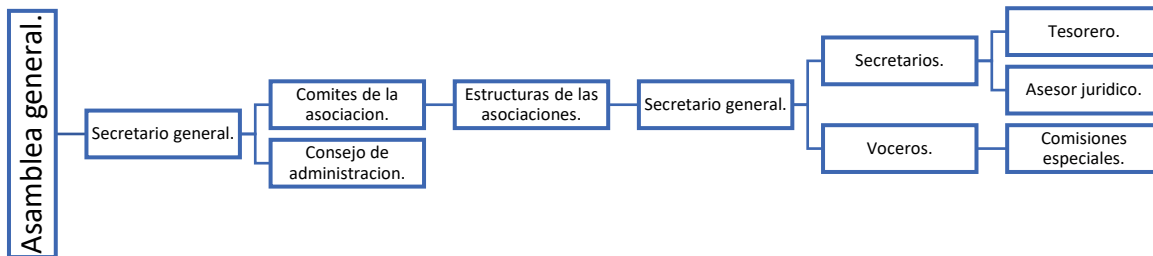 Asamblea general.
Secretario general.
Comites de la
asociacion.
Consejo de
administracion.
Estructuras de las
asociaciones.
Secretario general.
Secretarios.
Tesorero.
Asesor juridico.
Voceros.
Comisiones
especiales.